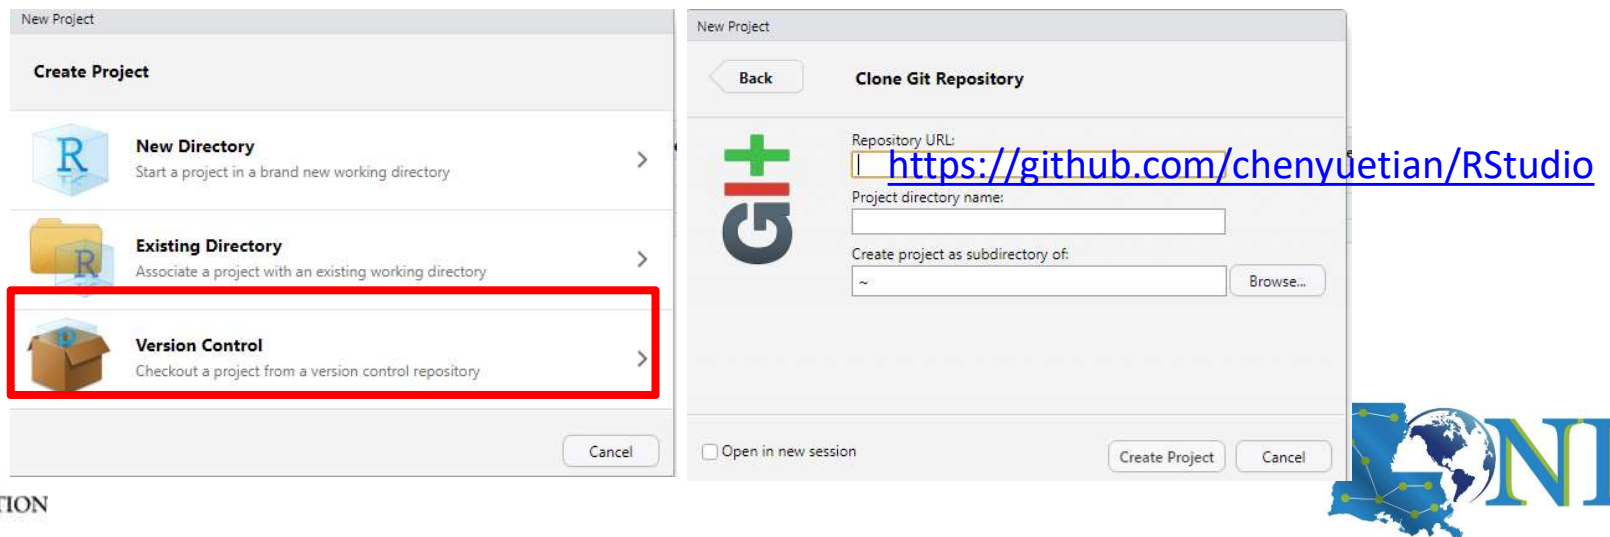 New Project
Create Project
New Directory
Start a project in a brand new working directory
Existing Directory
Associate a project with an existing working directory
Version Control
Checkout a project from a version control repository
Cancel
New Project
Back
Clone Git Repository
GIt
Repository URL:
https://github.com/chenyuetian/RStudio
Project directory name:
Create project as subdirectory of:
~
Browse...
Open in new session
Create Project
Cancel
TION
NI